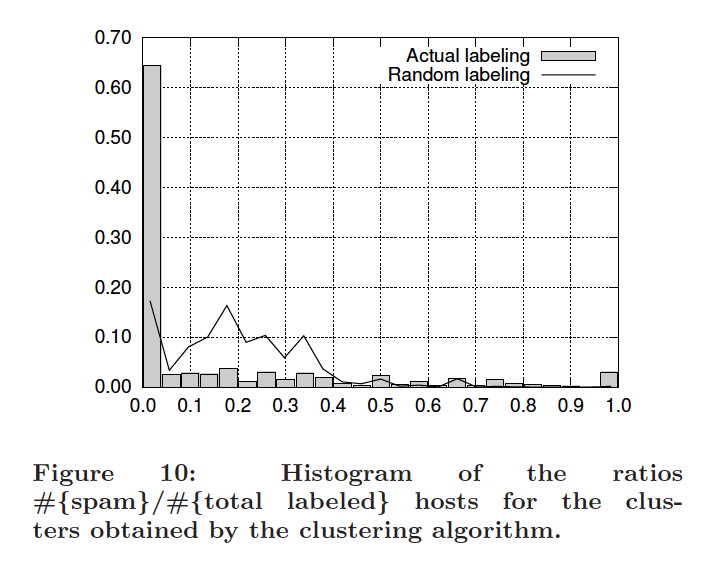 0.70
Actual labeling
Random labeling
0.60
0.50
0.40
0.30
0.20
0.10
0.00
0.0 0.1 0.2 0.3 0.4 0.5 0.6 0.7 0.8 0.9 1.0
Figure 10: Histogram of the ratios
#{spam}/#{total labeled} hosts for the clus-
ters obtained by the clustering algorithm.